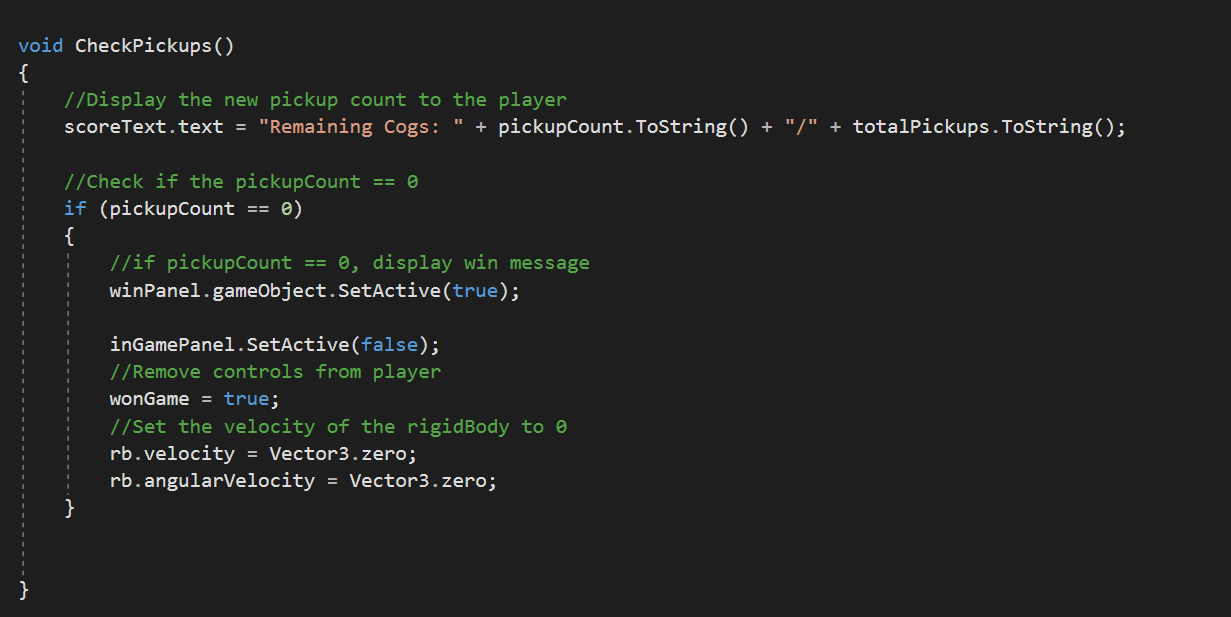 void CheckPickups()
{
//Display the new pickup count to the player
scoreText.text = "Remaining Cogs: " + pickupCount.ToString() + "/" + totalPickups.ToString();
//Check if the pickupCount == 0
if (pickupCount == 0)
{
//if pickupCount == 0, display win message
winPanel.gameObject.SetActive(true);
inGamePanel.SetActive(false);
//Remove controls from player
wonGame = true;
//Set the velocity of the rigidBody to 0
rb.velocity = Vector3.zero;
rb.angularVelocity = Vector3.zero;
}
}